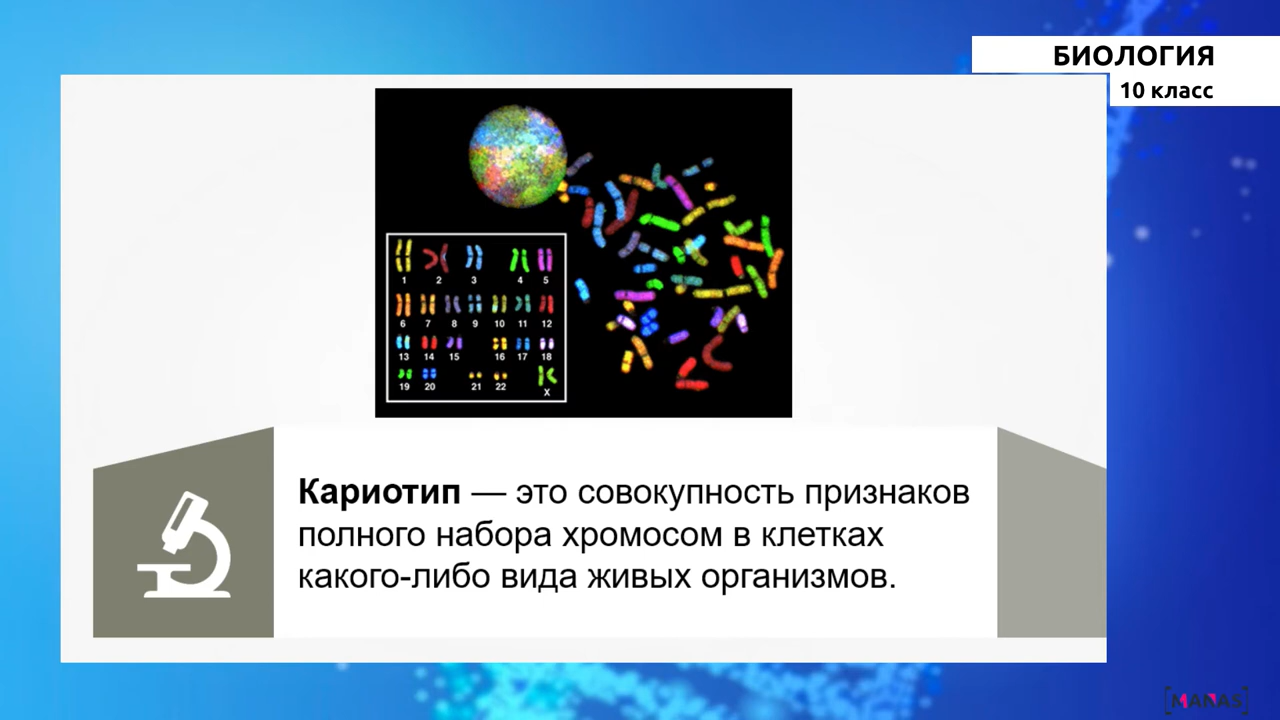 БИОЛОГИЯ
10 класс
1 2 3 4 5
6 7 8 9 10 11 12
13 14 15 16 17 18
19 20 21 22 X
Кариотип — это совокупность признаков
полного набора хромосом в клетках
какого-либо вида живых организмов.
[MANAS]